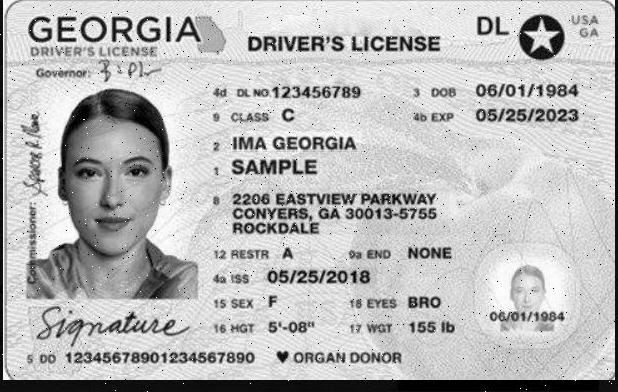 GEORGIA
DRIVER'S LICENSE
DRIVER'S LICENSE
DL
USA
GA
Governor:
Commissioner:
4d DL NO. 123456789 3 DOB 06/01/1984
9 CLASS C 4b EXP 05/25/2023
2 IMA GEORGIA
1 SAMPLE
8 2206 EASTVIEW PARKWAY
CONYERS, GA 30013-5755
ROCKDALE
12 RESTR A 9a END NONE
4a ISS 05/25/2018
15 SEX F 18 EYES BRO
16 HGT 5'-08" 17 WGT 155 lb
06/01/1984
Signature
5 DD 12345678901234567890 ♥ ORGAN DONOR